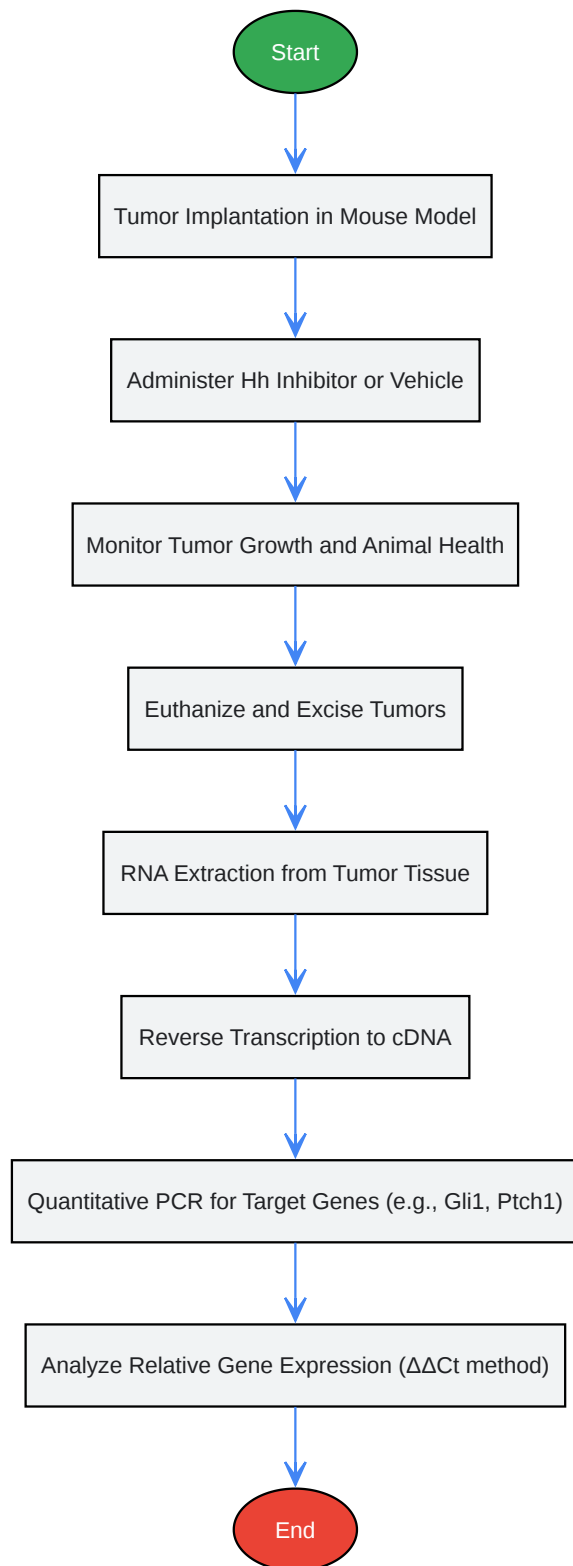 Start
Tumor Implantation in Mouse Model
Administer Hh Inhibitor or Vehicle
Monitor Tumor Growth and Animal Health
Euthanize and Excise Tumors
RNA Extraction from Tumor Tissue
Reverse Transcription to cDNA
Quantitative PCR for Target Genes (e.g., Gli1, Ptch1)
Analyze Relative Gene Expression (ΔΔCt method)
End